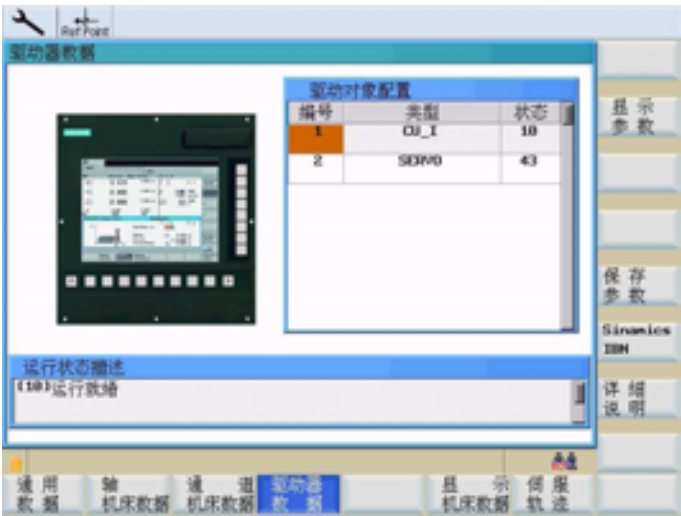 Ref Point
驱动器数据
驱动对象配置
编号 类型 状态
1 CU_I 10
2 SERVO 43
显示
参数
保存
参数
Sinamics
IBN
详细
说明
运行状态描述
(10)运行就绪
通用
数据
轴
机床数据
通道
机床数据
驱动器
数据
显示
机床数据
伺服
轨迹